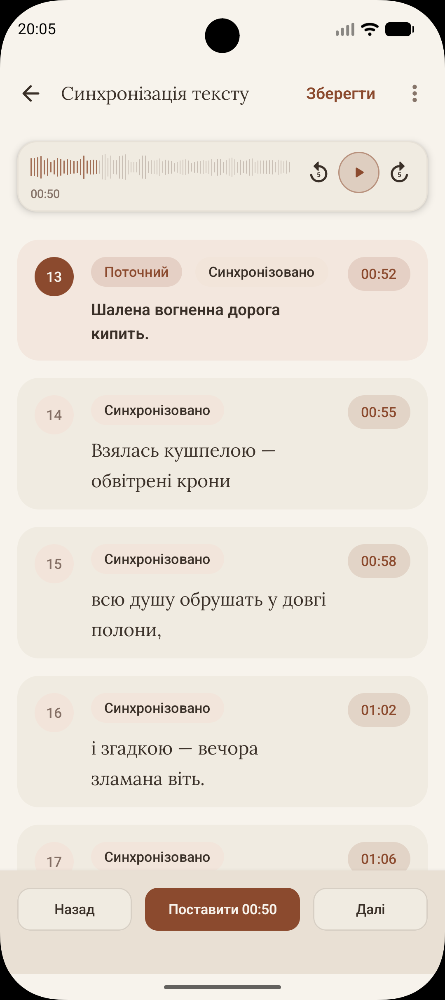 20:05
Синхронізація тексту
Зберегти
5
5
00:50
13
Поточний
Синхронізовано
00:52
Шалена вогненна дорога
кипить.
14
Синхронізовано
00:55
Взялась кушпелою —
обвітрені крони
15
Синхронізовано
00:58
всю душу обрушать у довгі
полони,
16
Синхронізовано
01:02
і згадкою — вечора
зламана віть.
17
Синхронізовано
01:06
Назад
Поставити 00:50
Далі